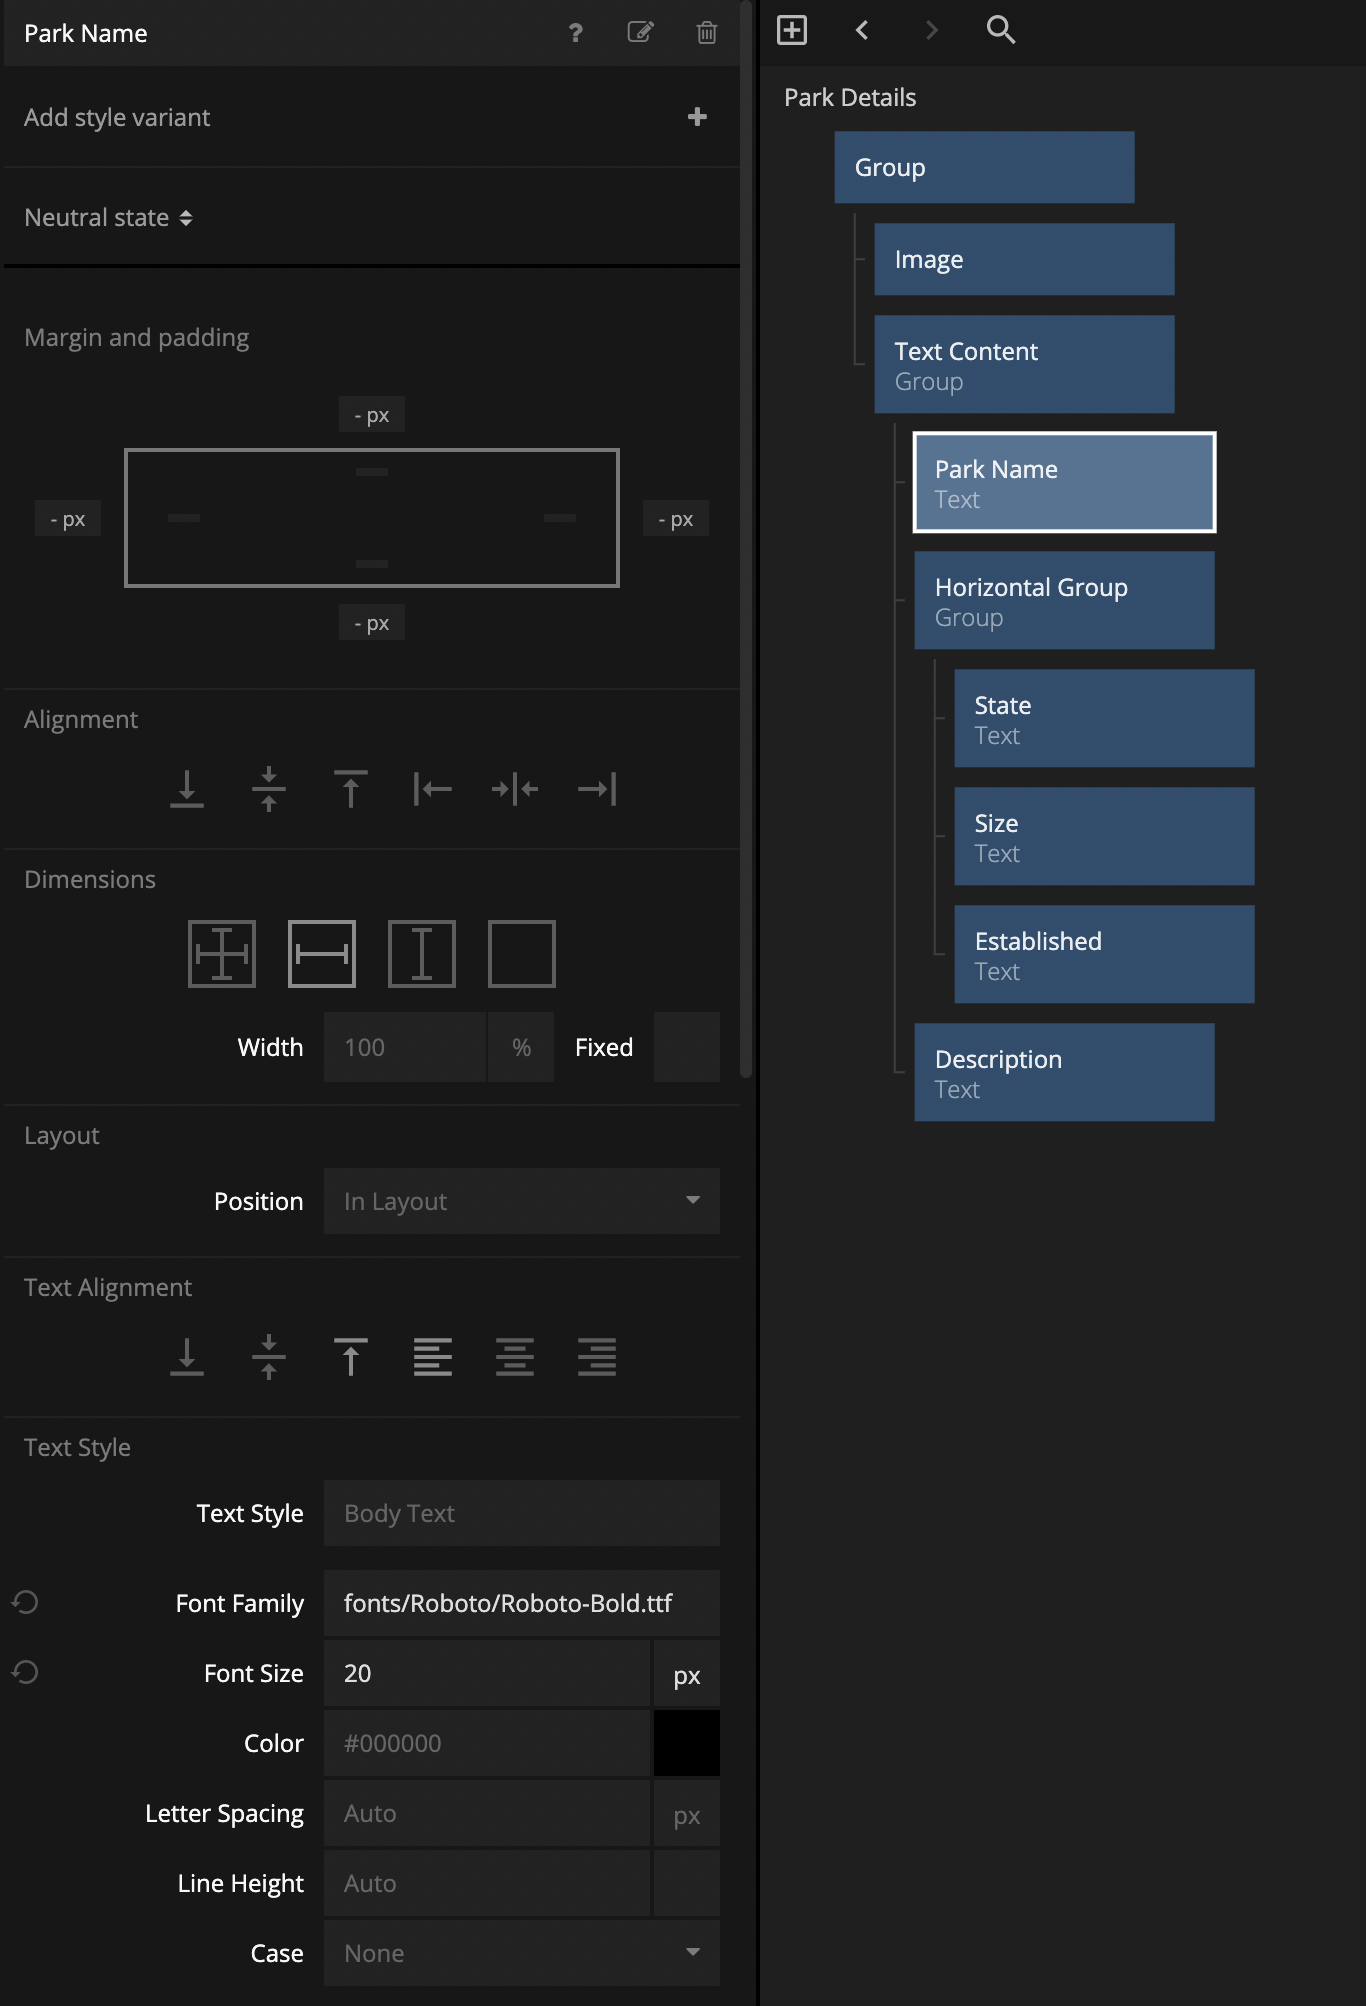 Park Name
?
Add style variant
Neutral state
Margin and padding
- px
- px
- px
- px
Alignment
Dimensions
Width 100 % Fixed
Layout
Position In Layout
Text Alignment
Text Style
Text Style Body Text
Font Family fonts/Roboto/Roboto-Bold.ttf
Font Size 20 px
Color #000000
Letter Spacing Auto px
Line Height Auto
Case None
Park Details
Group
Image
Text Content
Group
Park Name
Text
Horizontal Group
Group
State
Text
Size
Text
Established
Text
Description
Text